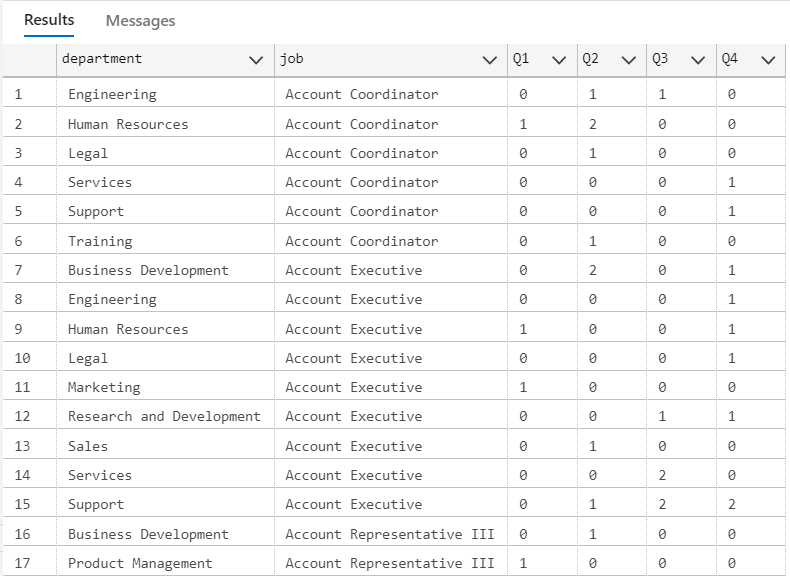 Results Messages
department job Q1 Q2 Q3 Q4
1 Engineering Account Coordinator 0 1 1 0
2 Human Resources Account Coordinator 1 2 0 0
3 Legal Account Coordinator 0 1 0 0
4 Services Account Coordinator 0 0 0 1
5 Support Account Coordinator 0 0 0 1
6 Training Account Coordinator 0 1 0 0
7 Business Development Account Executive 0 2 0 1
8 Engineering Account Executive 0 0 0 1
9 Human Resources Account Executive 1 0 0 1
10 Legal Account Executive 0 0 0 1
11 Marketing Account Executive 1 0 0 0
12 Research and Development Account Executive 0 0 1 1
13 Sales Account Executive 0 1 0 0
14 Services Account Executive 0 0 2 0
15 Support Account Executive 0 1 2 2
16 Business Development Account Representative III 0 1 0 0
17 Product Management Account Representative III 1 0 0 0